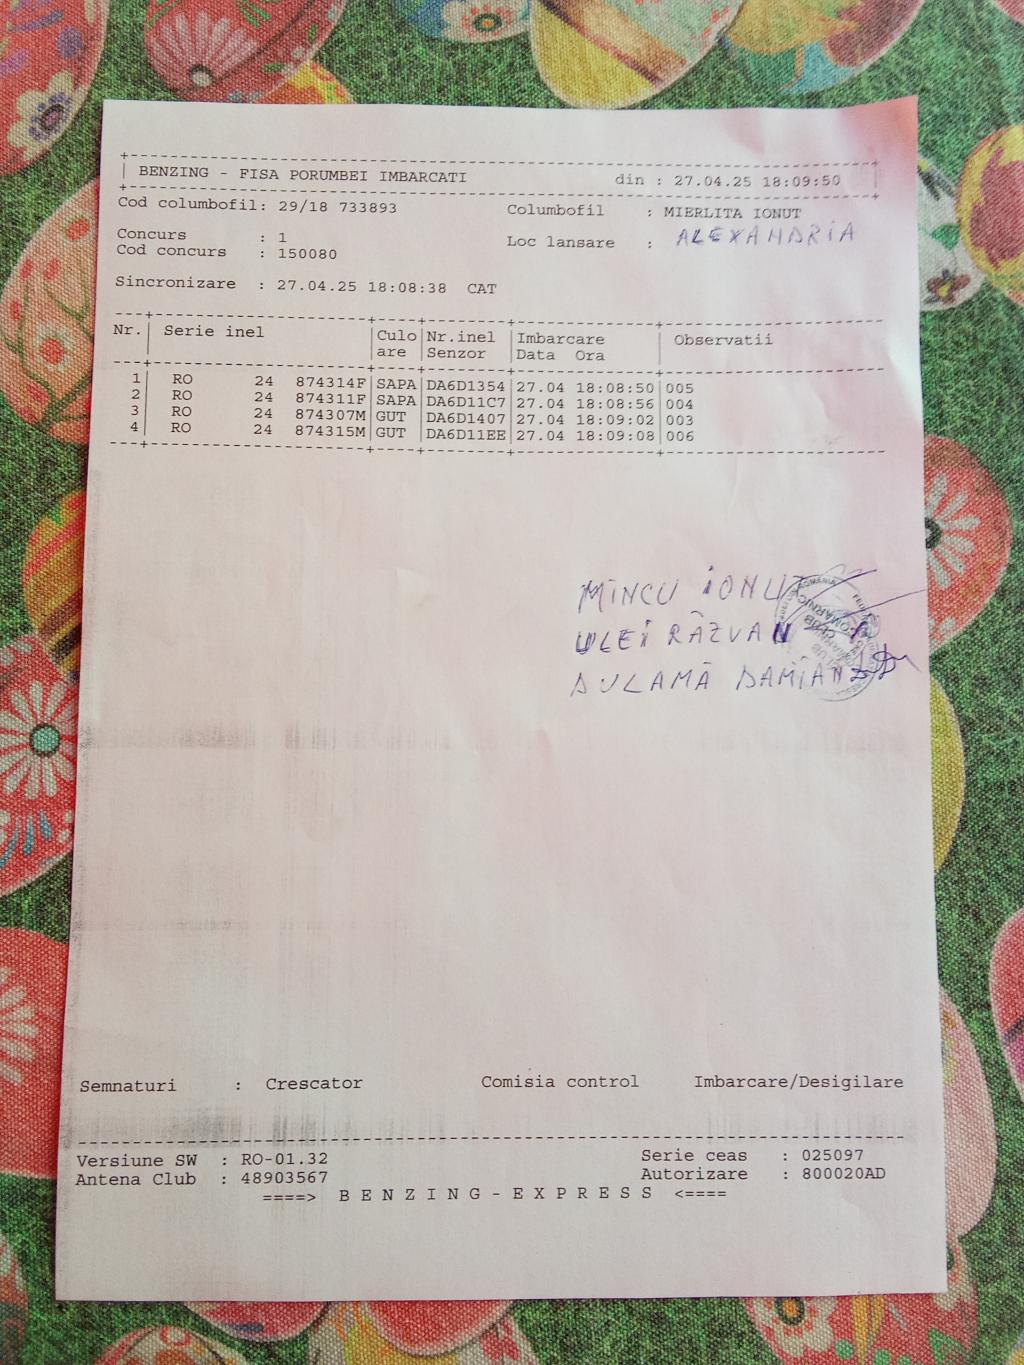 BENZING - FISA PORUMBEI IMBARCATI din : 27.04.25 18:09:50
Cod columbofil: 29/18 733893 Columbofil : MIERLITA IONUT
Concurs : 1 Loc lansare : ALEXANDRIA
Cod concurs : 150080
Sincronizare : 27.04.25 18:08:38 CAT
Nr. Serie inel Culo Nr.inel Imbarcare Observatii
are Senzor Data Ora
1 RO 24 874314F SAPA DA6D1354 27.04 18:08:50 005
2 RO 24 874311F SAPA DA6D11C7 27.04 18:08:56 004
3 RO 24 874307M GUT DA6D1407 27.04 18:09:02 003
4 RO 24 874315M GUT DA6D11EE 27.04 18:09:08 006
MINCU IONUT
ULEI RĂZVAN
DULAMĂ DAMIAN
Semnaturi : Crescator Comisia control Imbarcare/Desigilare
Versiune SW : RO-01.32 Serie ceas : 025097
Antena Club : 48903567 Autorizare : 800020AD
====> BENZING-EXPRESS <====